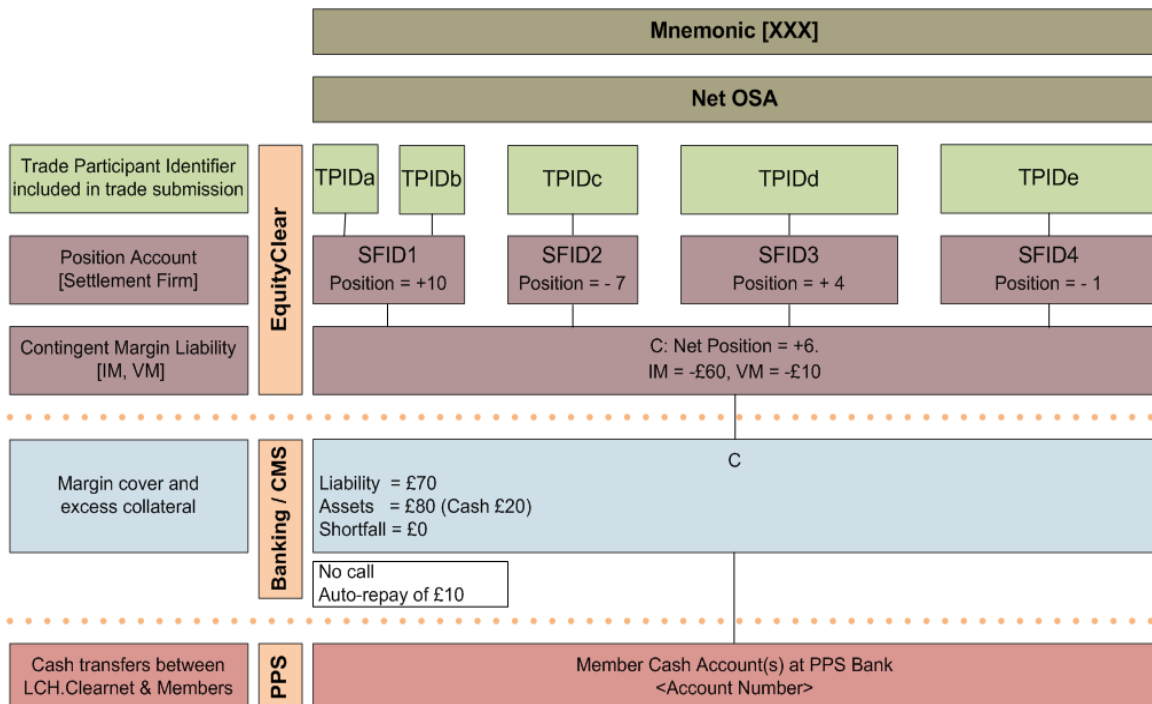 Mnemonic [XXX]
Net OSA
Trade Participant Identifier
included in trade submission
EquityClear
TPIDa
TPIDb
TPIDc
TPIDd
TPIDe
Position Account
[Settlement Firm]
SFID1
Position = +10
SFID2
Position = - 7
SFID3
Position = + 4
SFID4
Position = - 1
Contingent Margin Liability
[IM, VM]
C: Net Position = +6.
IM = -£60, VM = -£10
Margin cover and
excess collateral
Banking / CMS
C
Liability = £70
Assets = £80 (Cash £20)
Shortfall = £0
No call
Auto-repay of £10
Cash transfers between
LCH.Clearnet & Members
PPS
Member Cash Account(s) at PPS Bank
<Account Number>